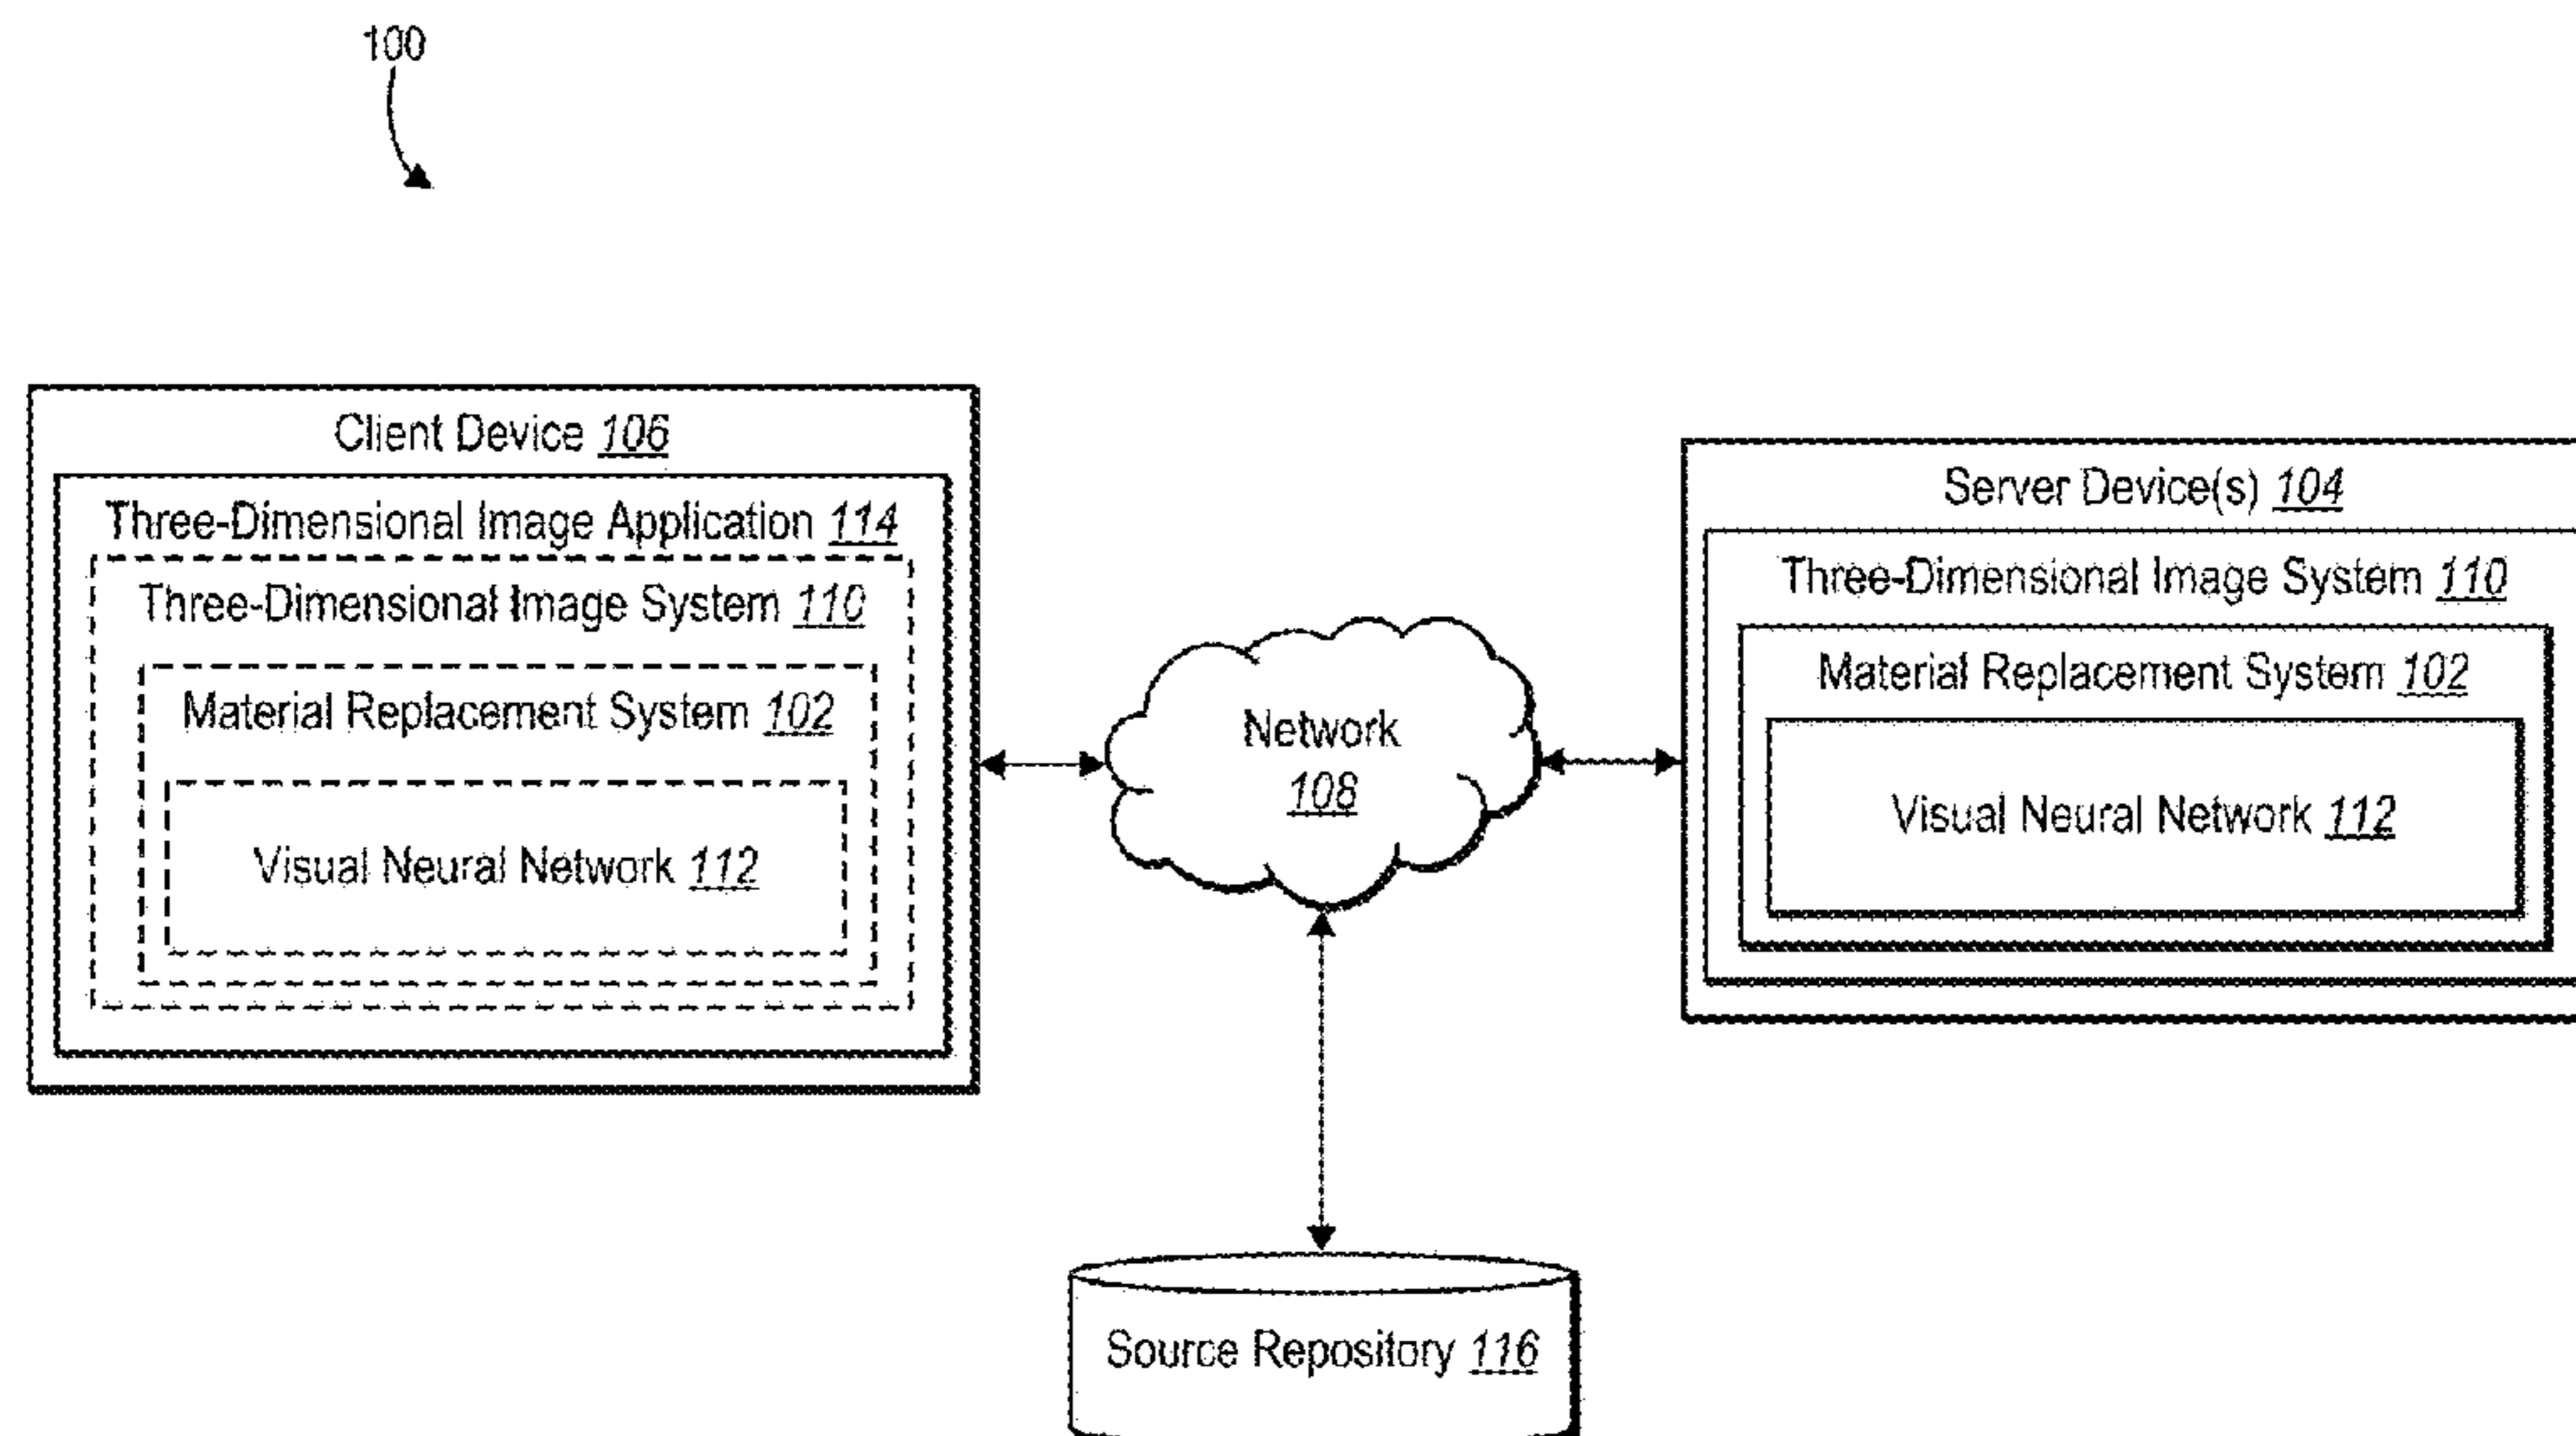 100
Client Device 106
Three-Dimensional Image Application 114
Three-Dimensional Image System 110
Material Replacement System 102
Visual Neural Network 112
Network
108
Server Device(s) 104
Three-Dimensional Image System 110
Material Replacement System 102
Visual Neural Network 112
Source Repository 116